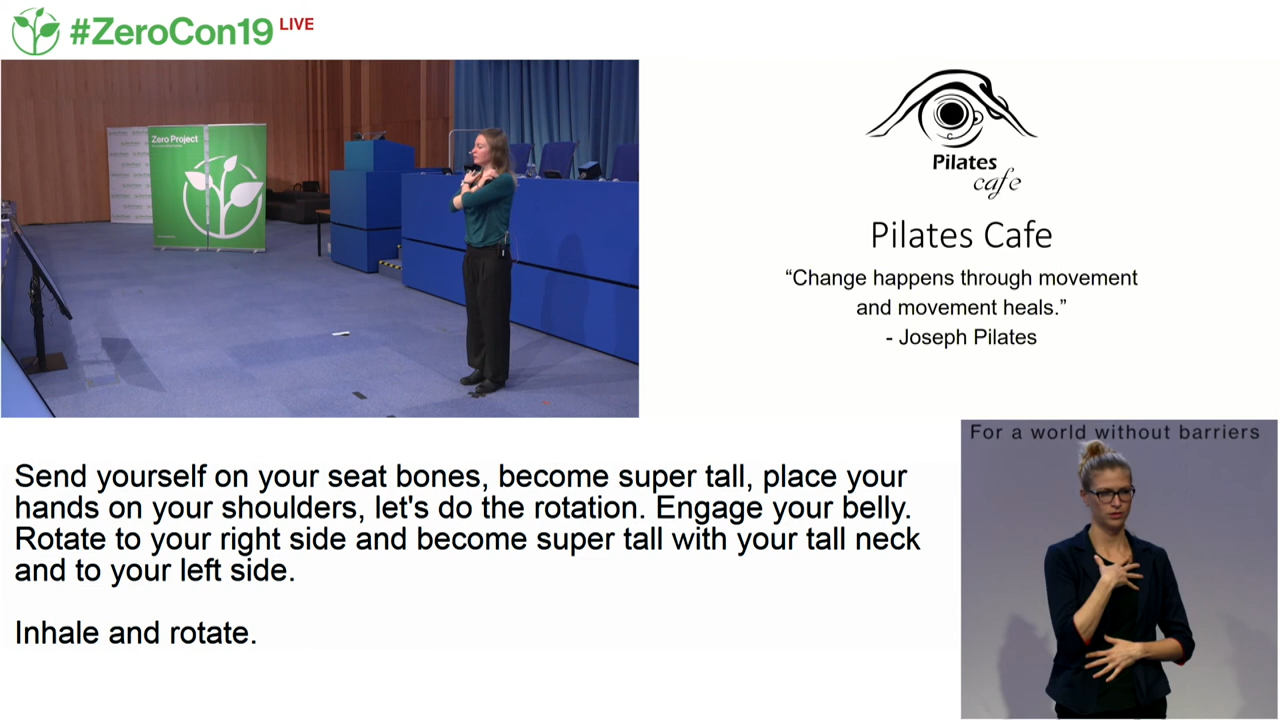 #ZeroCon19 LIVE
Zero Project
Pilates
cafe
Pilates Cafe
“Change happens through movement
and movement heals.”
- Joseph Pilates
For a world without barriers
Send yourself on your seat bones, become super tall, place your
hands on your shoulders, let's do the rotation. Engage your belly.
Rotate to your right side and become super tall with your tall neck
and to your left side.
Inhale and rotate.